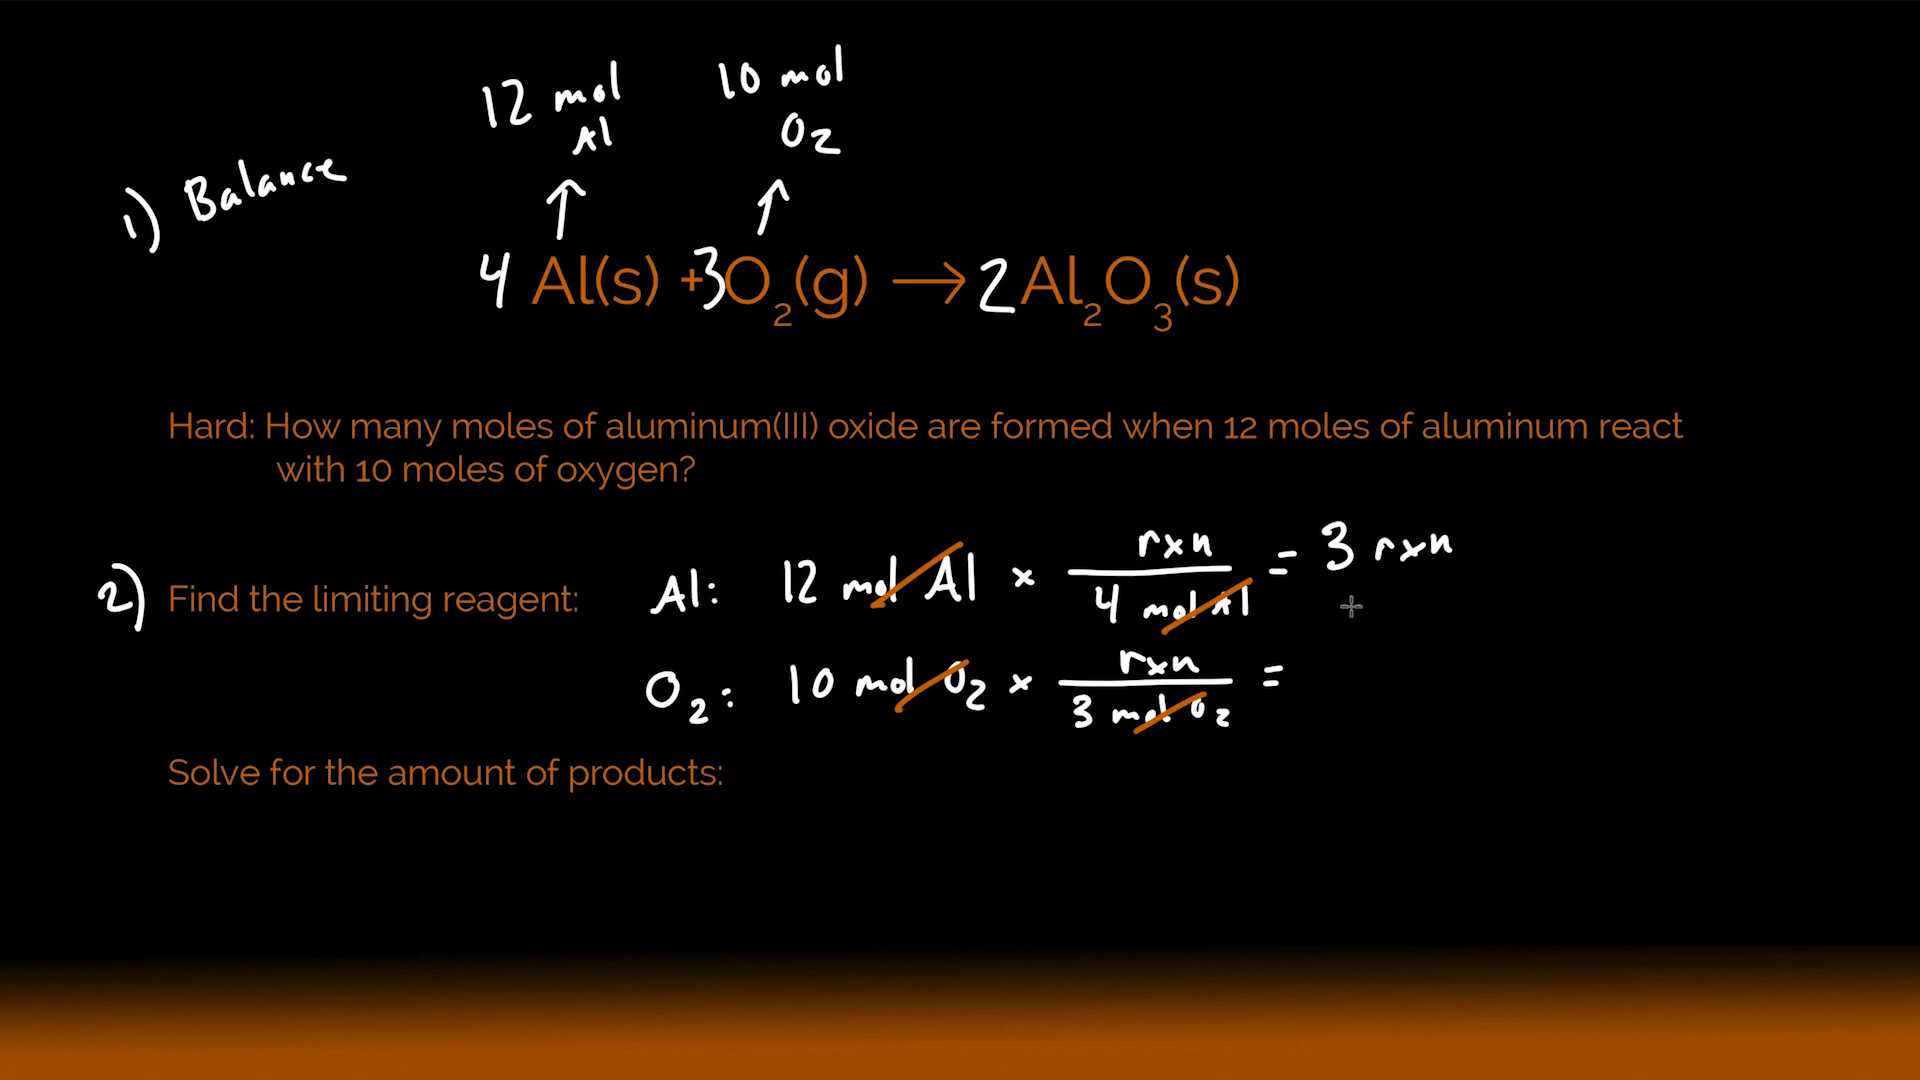 12 mol 10 mol
Al O2
1) Balance
4 Al(s) + 3O2(g) → 2Al2O3(s)
Hard: How many moles of aluminum(III) oxide are formed when 12 moles of aluminum react
with 10 moles of oxygen?
2) Find the limiting reagent: Al: 12 mol Al × rxn / 4 mol Al = 3 rxn
O2: 10 mol O2 × rxn / 3 mol O2 =
Solve for the amount of products: